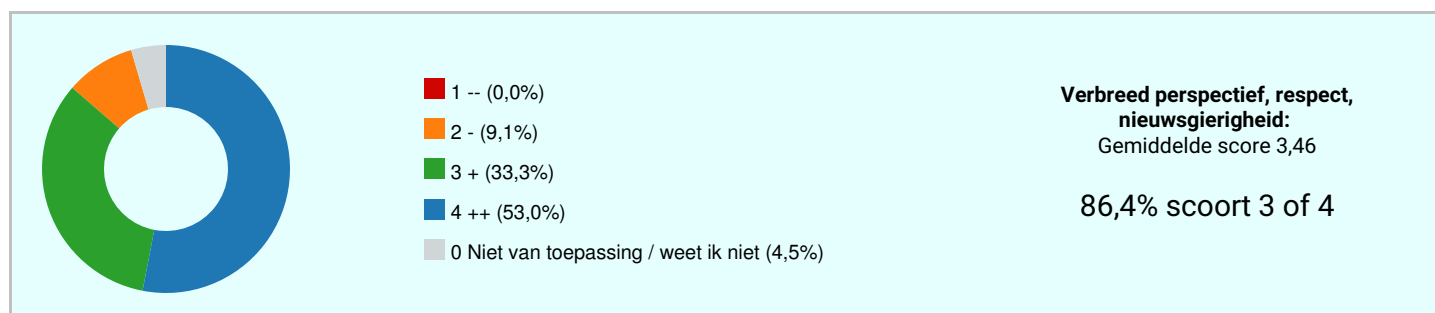 1 -- (0,0%)
2 - (9,1%)
3 + (33,3%)
4 ++ (53,0%)
0 Niet van toepassing / weet ik niet (4,5%)
Verbreed perspectief, respect,
nieuwsgierigheid:
Gemiddelde score 3,46
86,4% scoort 3 of 4